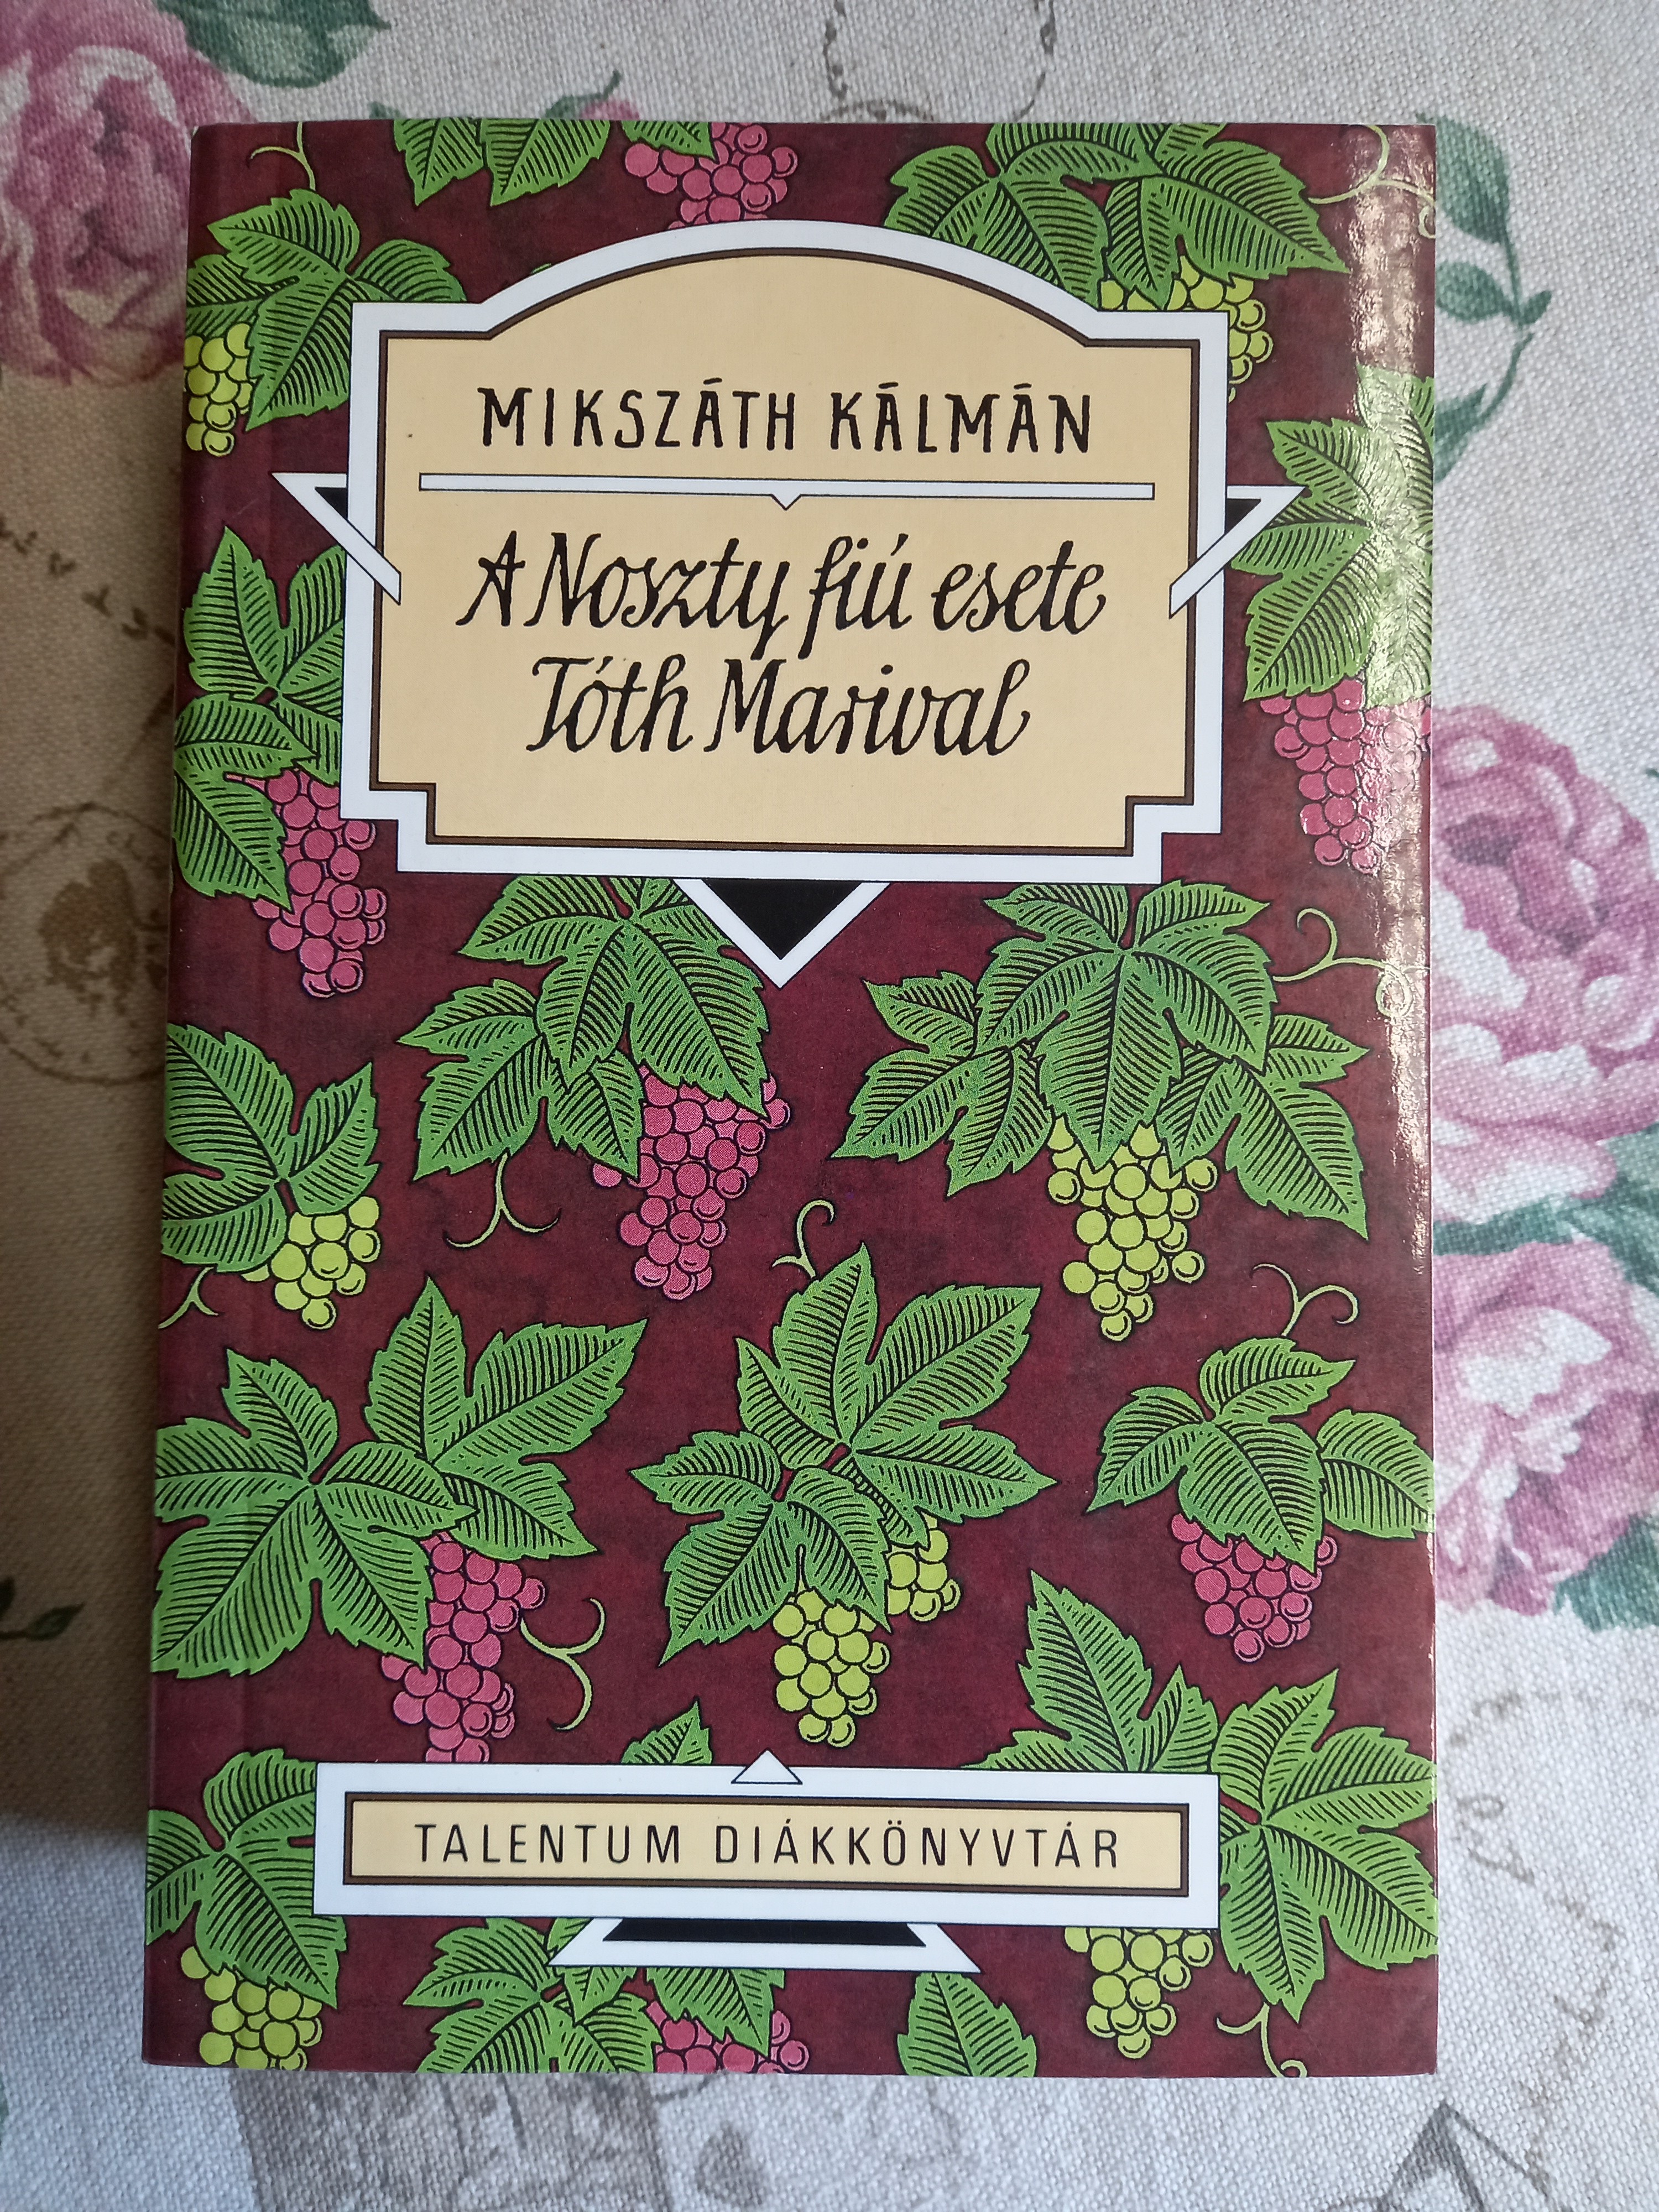 MIKSZÁTH KÁLMÁN
A Noszty fiú esete
Tóth Marival
TALENTUM DIÁKKÖNYVTÁR